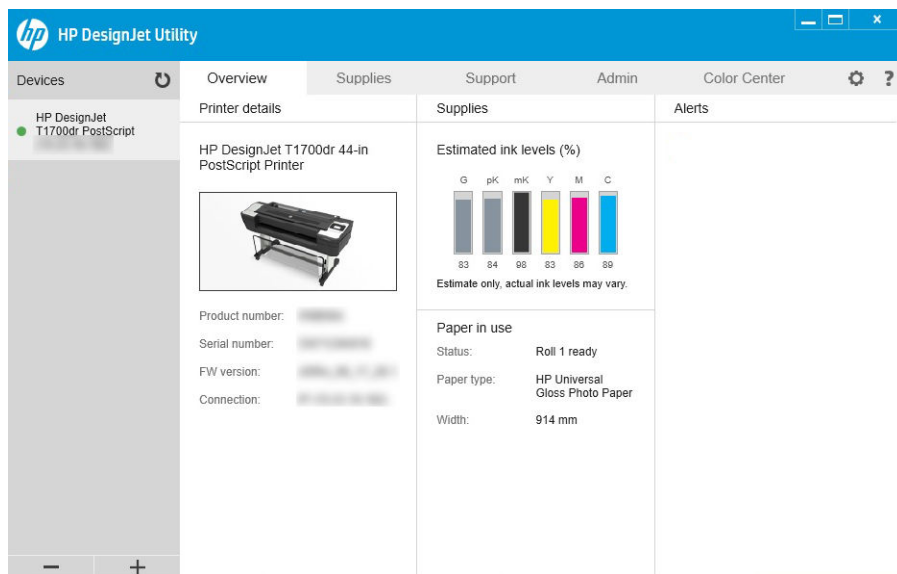 hp HP DesignJet Utility
Devices
HP DesignJet
T1700dr PostScript
Overview Supplies Support Admin Color Center ?
Printer details
HP DesignJet T1700dr 44-in
PostScript Printer
Product number:
Serial number:
FW version:
Connection:
Supplies
Estimated ink levels (%)
G pK mK Y M C
83 84 98 83 86 89
Estimate only, actual ink levels may vary.
Paper in use
Status: Roll 1 ready
Paper type: HP Universal
Gloss Photo Paper
Width: 914 mm
Alerts